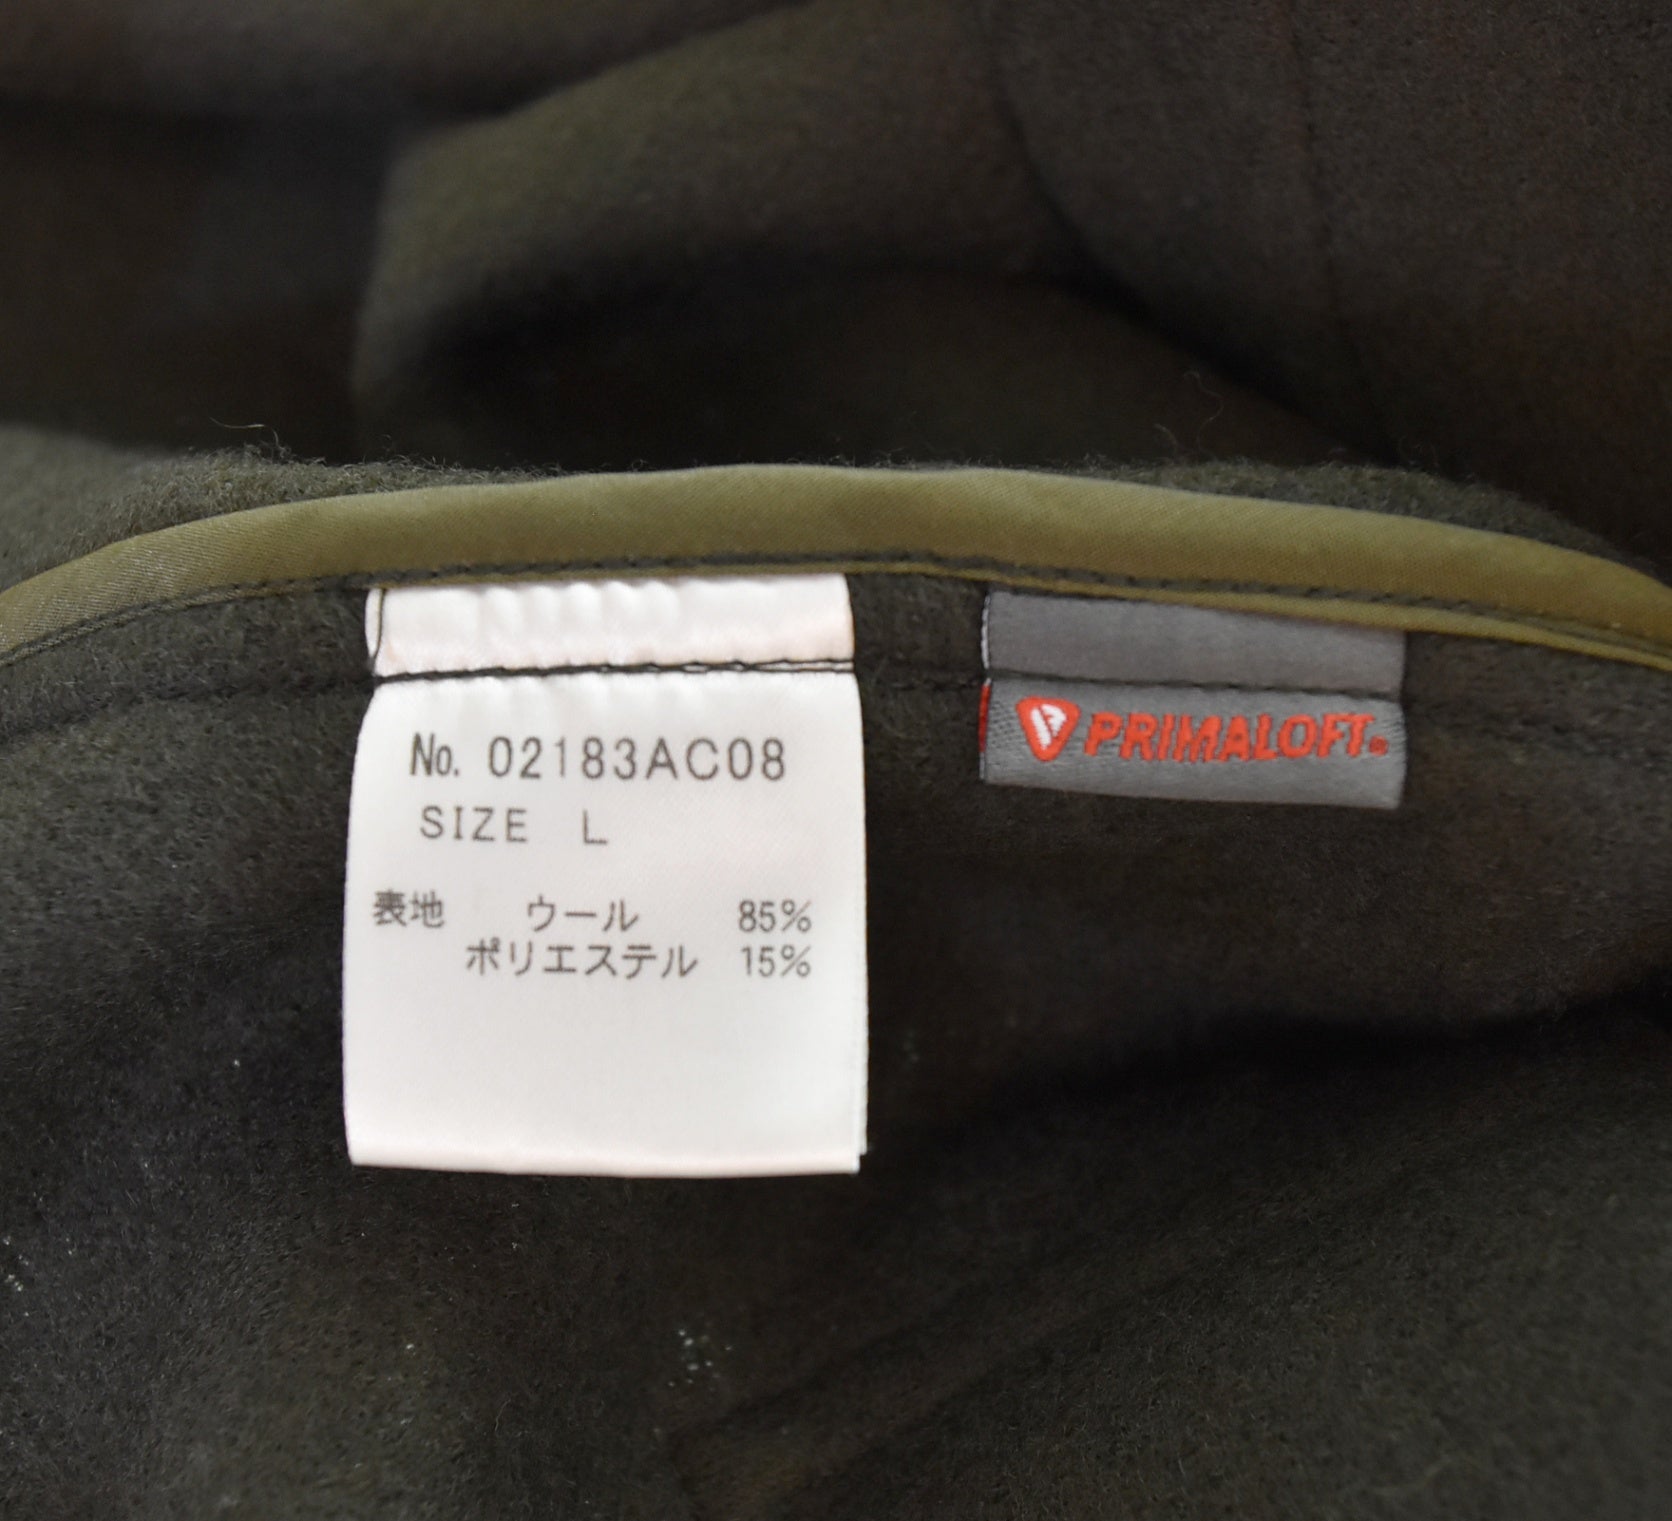 No. 02183AC08
SIZE L
表地 ウール 85%
ポリエステル 15%
PRIMALOFT®